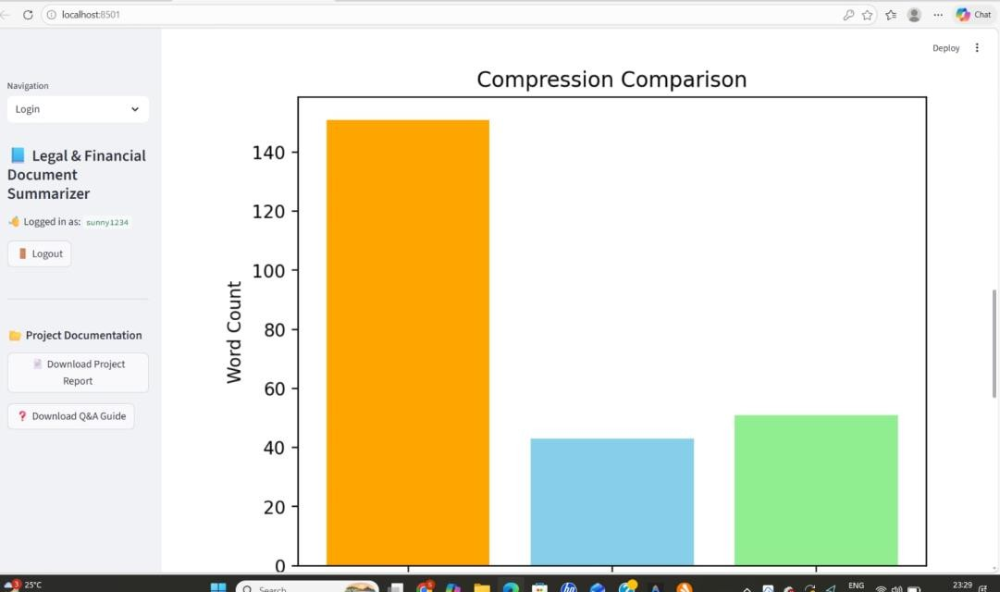 localhost:8501
Chat
Deploy
Navigation
Login
Legal & Financial
Document
Summarizer
Logged in as: sunny1234
Logout
Project Documentation
Download Project
Report
Download Q&A Guide
Compression Comparison
Word Count
140
120
100
80
60
40
20
0
3
25°C
Search
hp
ENG
23:29